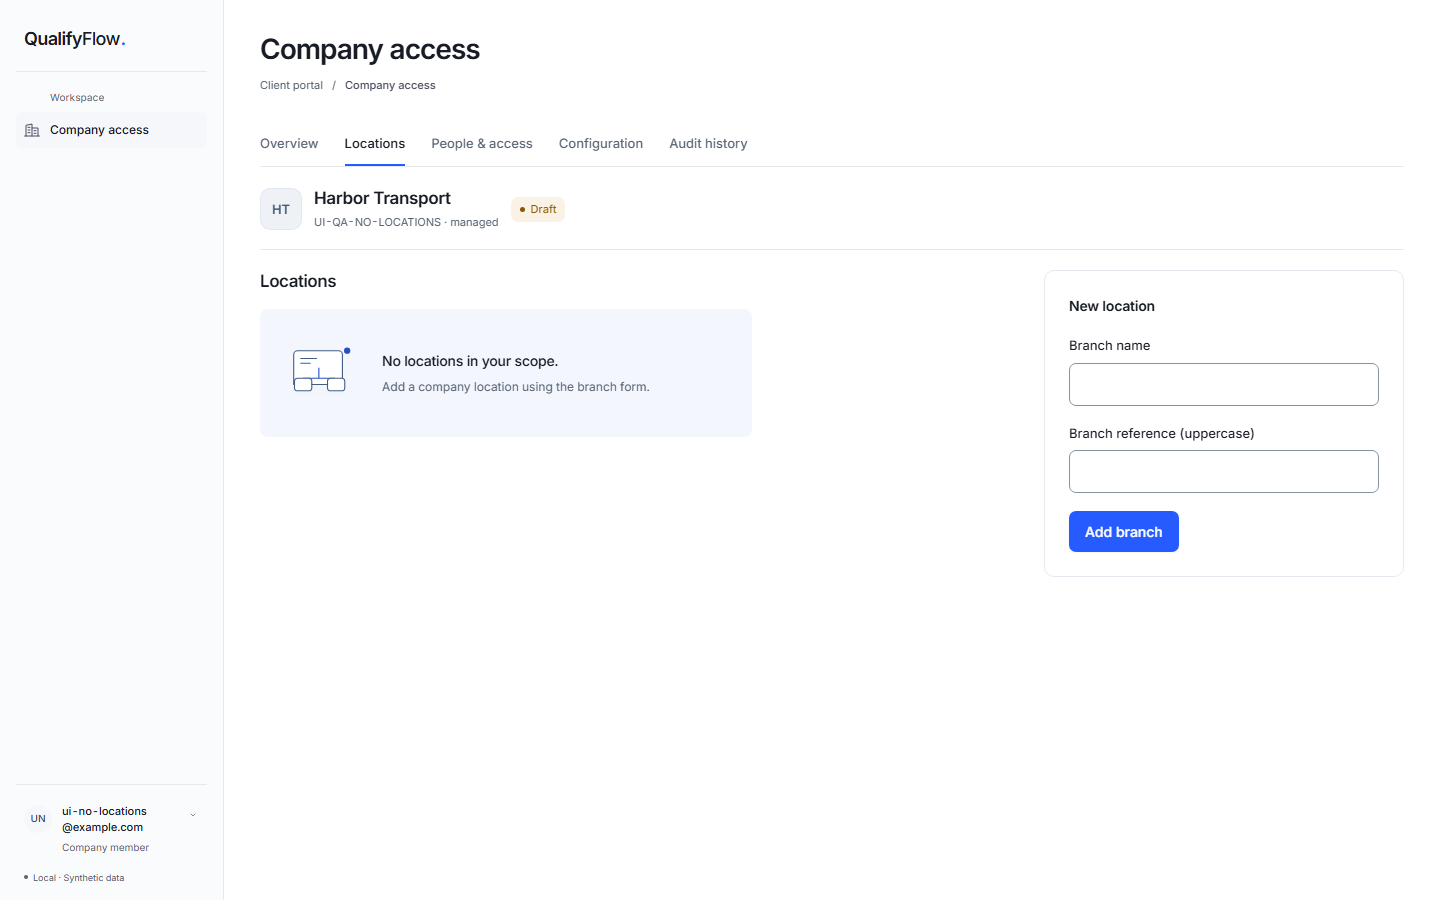 QualifyFlow.
Workspace
Company access
Company access
Client portal / Company access
Overview Locations People & access Configuration Audit history
HT
Harbor Transport
UI-QA-NO-LOCATIONS · managed
Draft
Locations
No locations in your scope.
Add a company location using the branch form.
New location
Branch name
Branch reference (uppercase)
Add branch
UN
ui-no-locations
@example.com
Company member
Local · Synthetic data